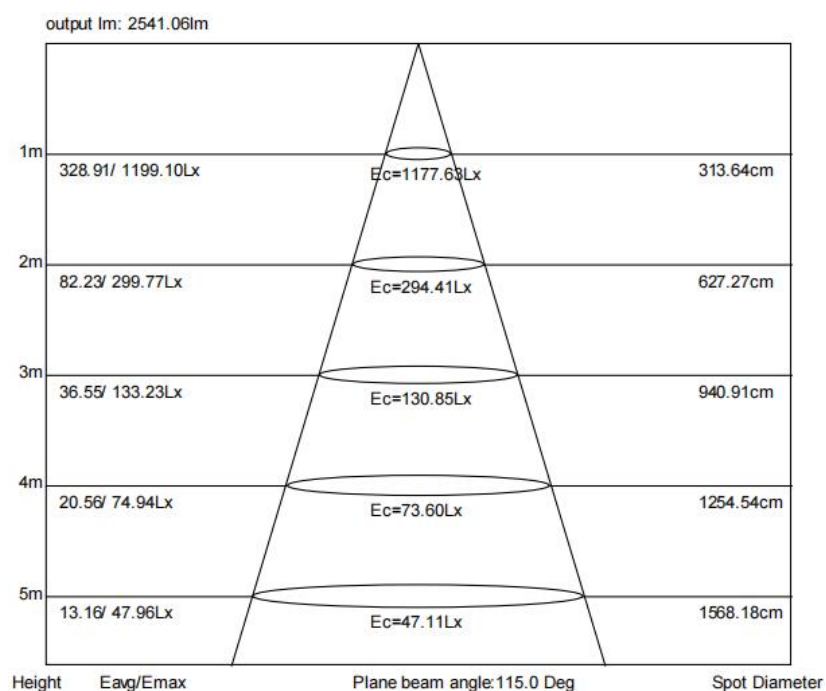 output lm: 2541.06lm
1m
328.91/ 1199.10Lx
Ec=1177.63Lx
313.64cm
2m
82.23/ 299.77Lx
Ec=294.41Lx
627.27cm
3m
36.55/ 133.23Lx
Ec=130.85Lx
940.91cm
4m
20.56/ 74.94Lx
Ec=73.60Lx
1254.54cm
5m
13.16/ 47.96Lx
Ec=47.11Lx
1568.18cm
Height Eavg/Emax Plane beam angle:115.0 Deg Spot Diameter